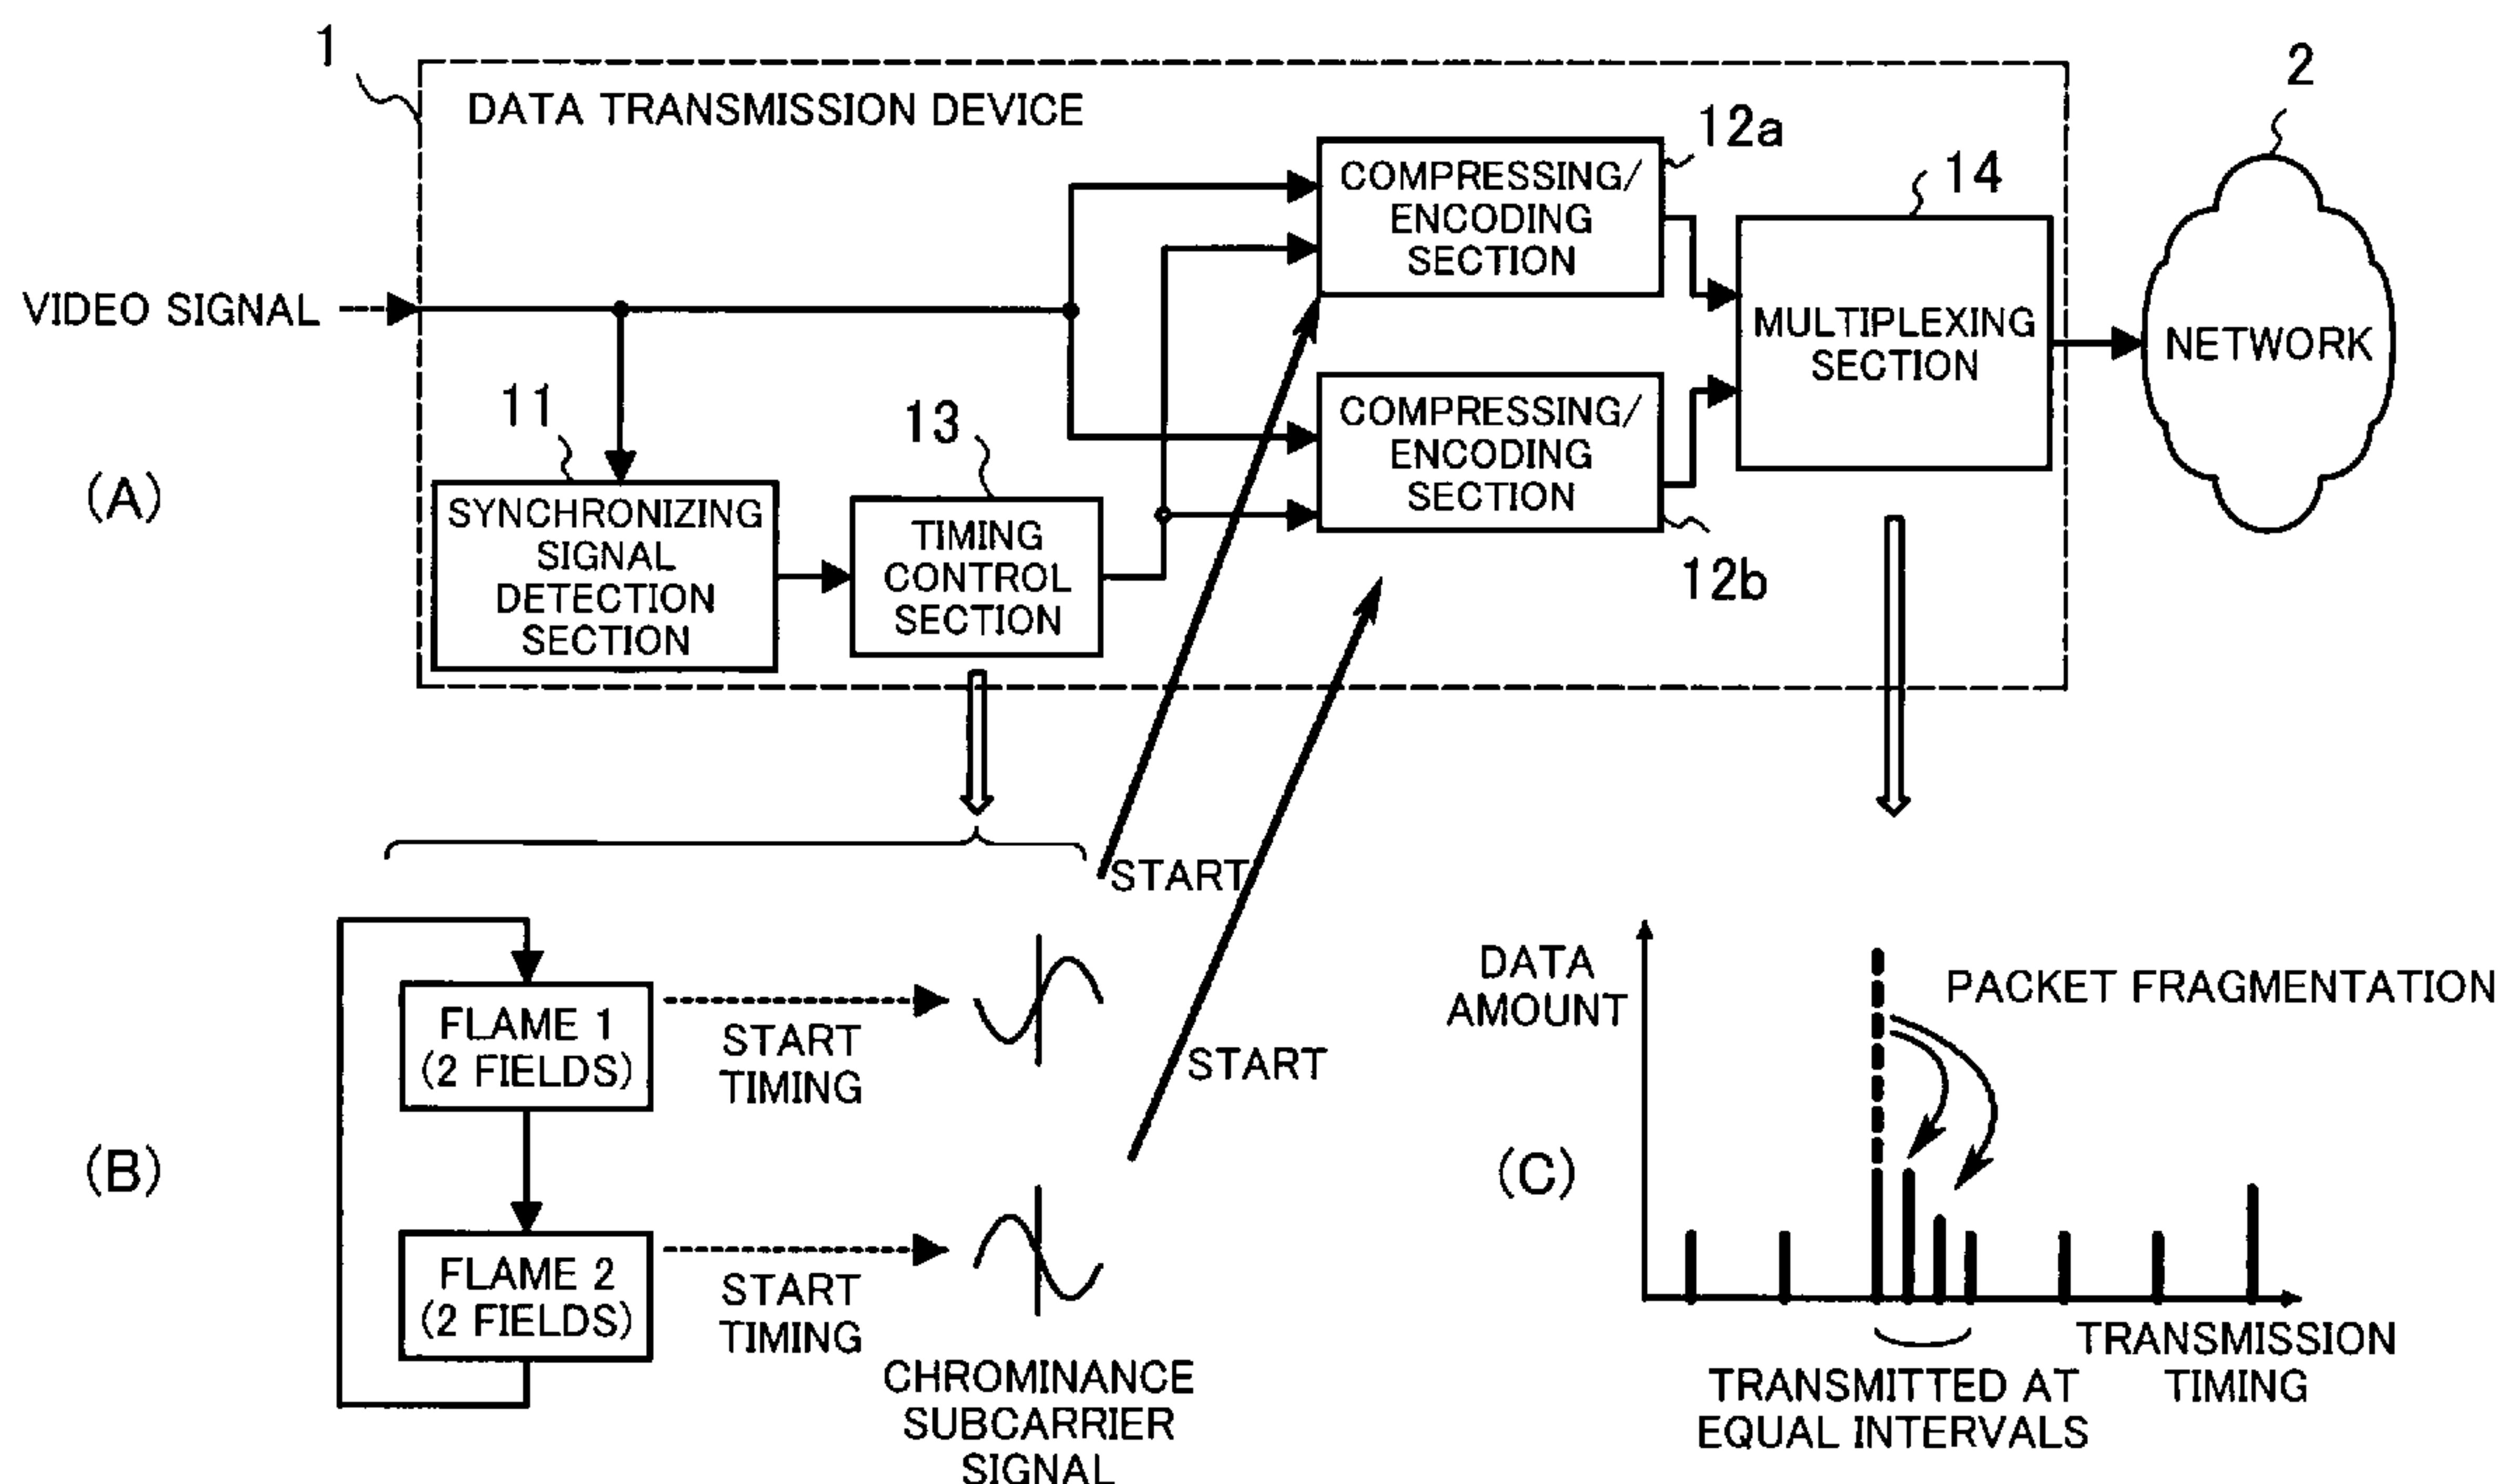 1
2
DATA TRANSMISSION DEVICE
12a
14
COMPRESSING/
ENCODING
SECTION
VIDEO SIGNAL
MULTIPLEXING
SECTION
NETWORK
11
13
COMPRESSING/
ENCODING
SECTION
12b
(A)
SYNCHRONIZING
SIGNAL
DETECTION
SECTION
TIMING
CONTROL
SECTION
START
START
(B)
FLAME 1
(2 FIELDS)
START
TIMING
FLAME 2
(2 FIELDS)
START
TIMING
CHROMINANCE
SUBCARRIER
SIGNAL
(C)
DATA
AMOUNT
PACKET FRAGMENTATION
TRANSMITTED AT
EQUAL INTERVALS
TRANSMISSION
TIMING